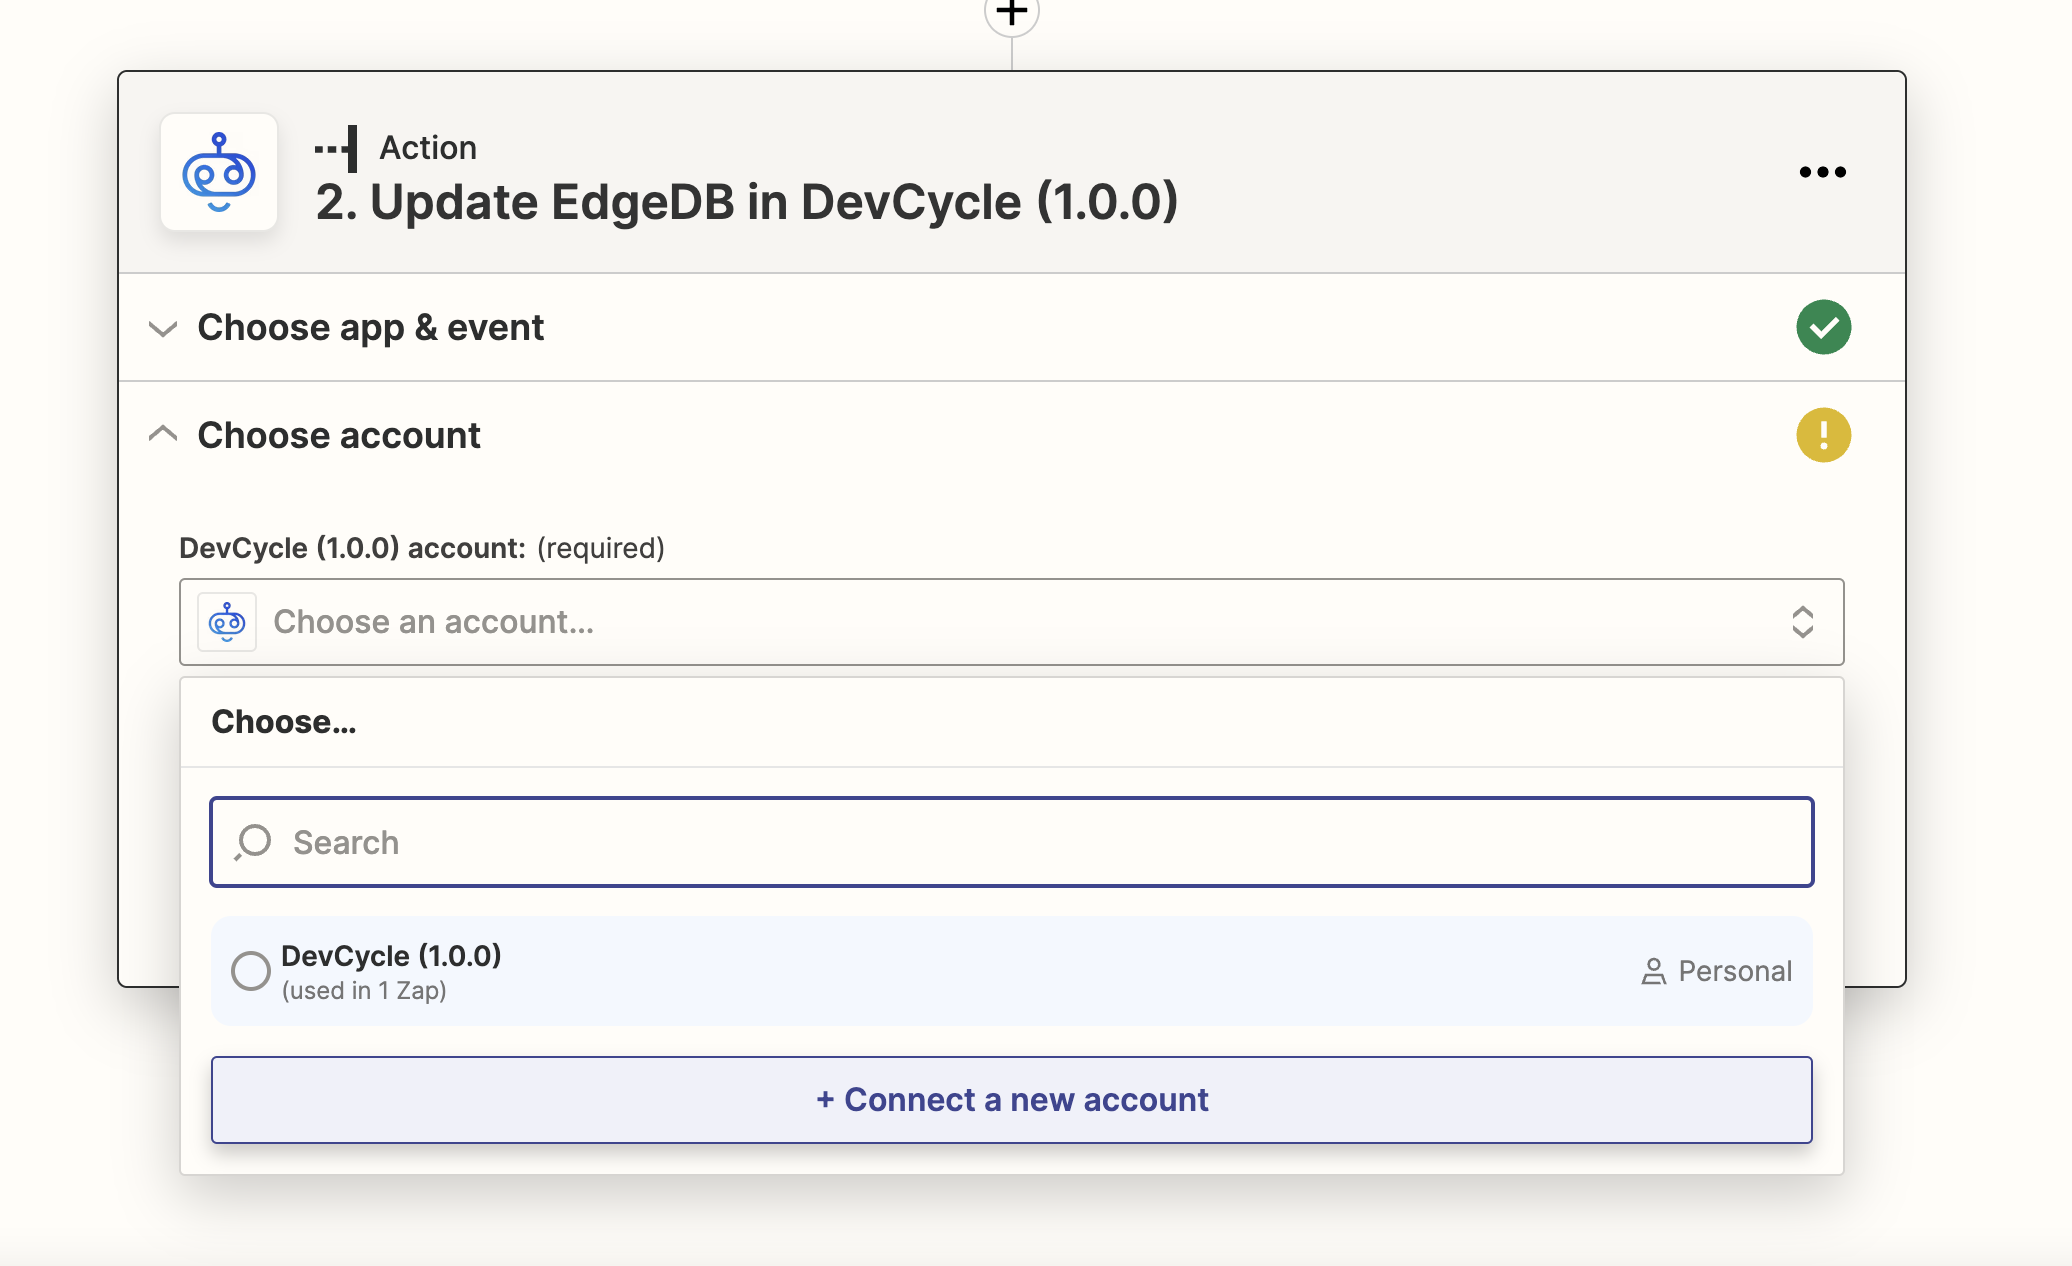 Action
2. Update EdgeDB in DevCycle (1.0.0)
Choose app & event
Choose account
DevCycle (1.0.0) account: (required)
Choose an account...
Choose...
Search
DevCycle (1.0.0)
(used in 1 Zap)
Personal
+ Connect a new account